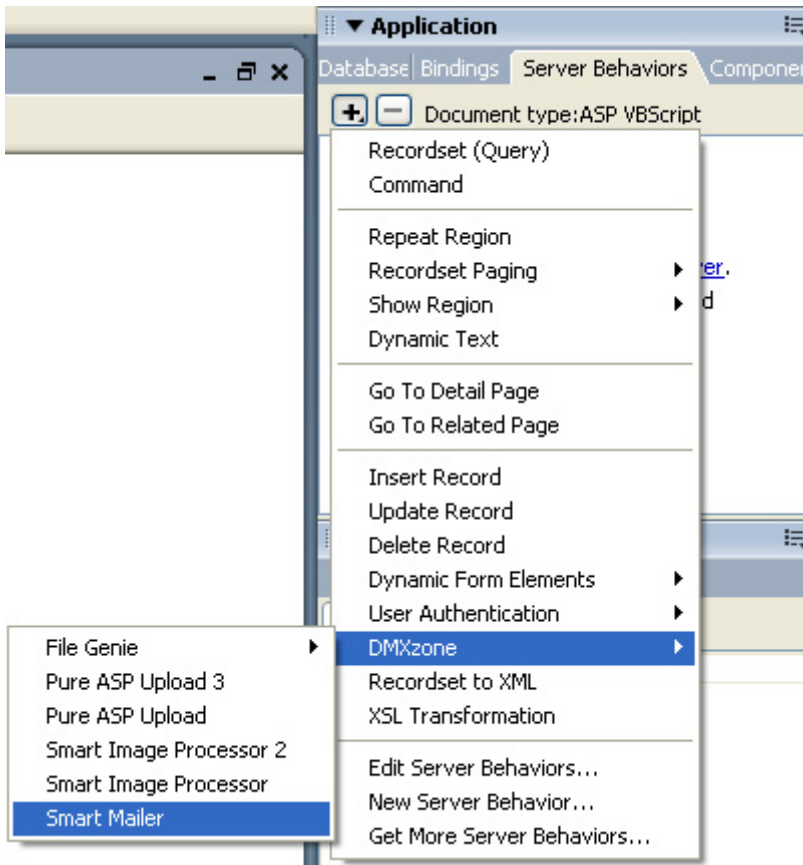 Application
Database Bindings Server Behaviors Componer
Document type:ASP VBScript
Recordset (Query)
Command
Repeat Region
Recordset Paging
er.
Show Region
d
Dynamic Text
Go To Detail Page
Go To Related Page
Insert Record
Update Record
Delete Record
Dynamic Form Elements
User Authentication
DMXzone
Recordset to XML
XSL Transformation
Edit Server Behaviors...
New Server Behavior...
Get More Server Behaviors...
File Genie
Pure ASP Upload 3
Pure ASP Upload
Smart Image Processor 2
Smart Image Processor
Smart Mailer